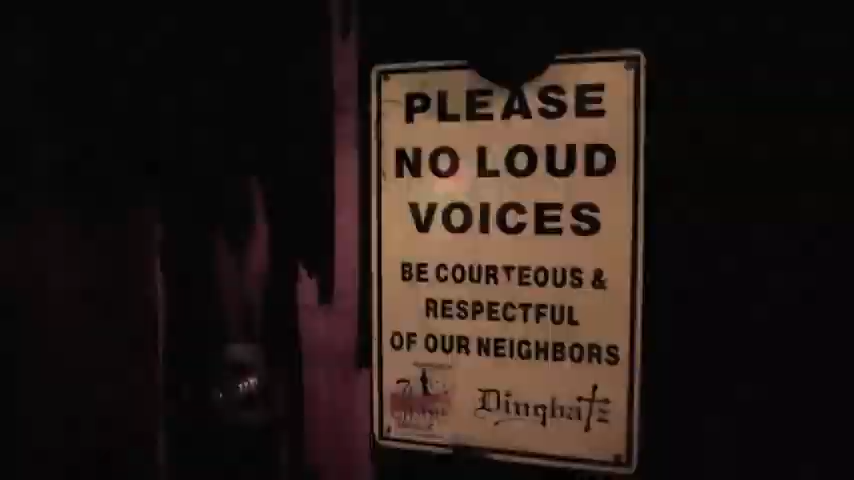 PLEASE
NO LOUD
VOICES
BE COURTEOUS &
RESPECTFUL
OF OUR NEIGHBORS
Dingbatz